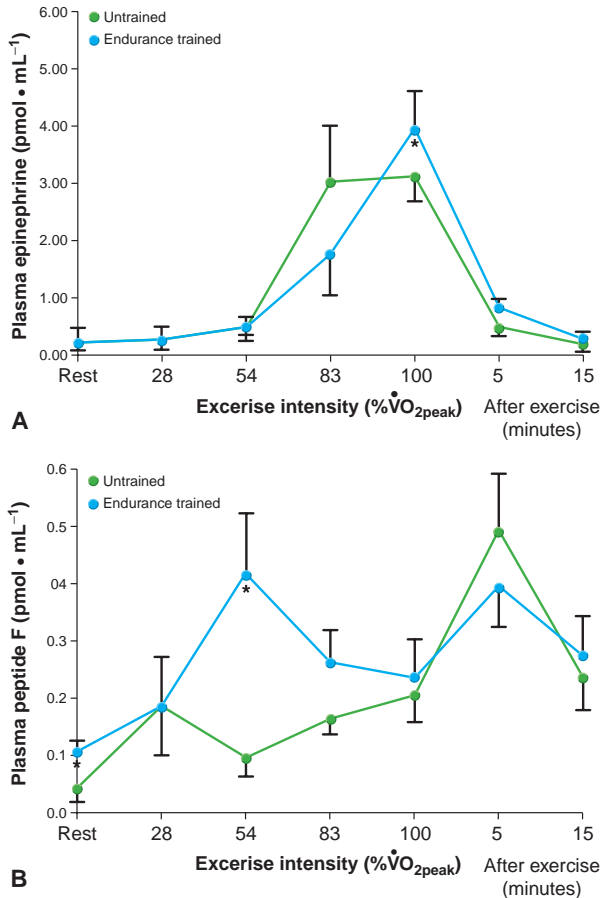 6.00
Untrained
Endurance trained
5.00
4.00
*
3.00
2.00
1.00
0.00
Plasma epinephrine (pmol • mL⁻¹)
Rest 28 54 83 100 5 15
Excerise intensity (%V̇O2peak)
After exercise
(minutes)
A
0.6
Untrained
Endurance trained
0.5
04
*
0.3
0.2
0.1
*
0.0
Plasma peptide F (pmol • mL⁻¹)
Rest 28 54 83 100 5 15
Excerise intensity (%V̇O2peak)
After exercise
(minutes)
B